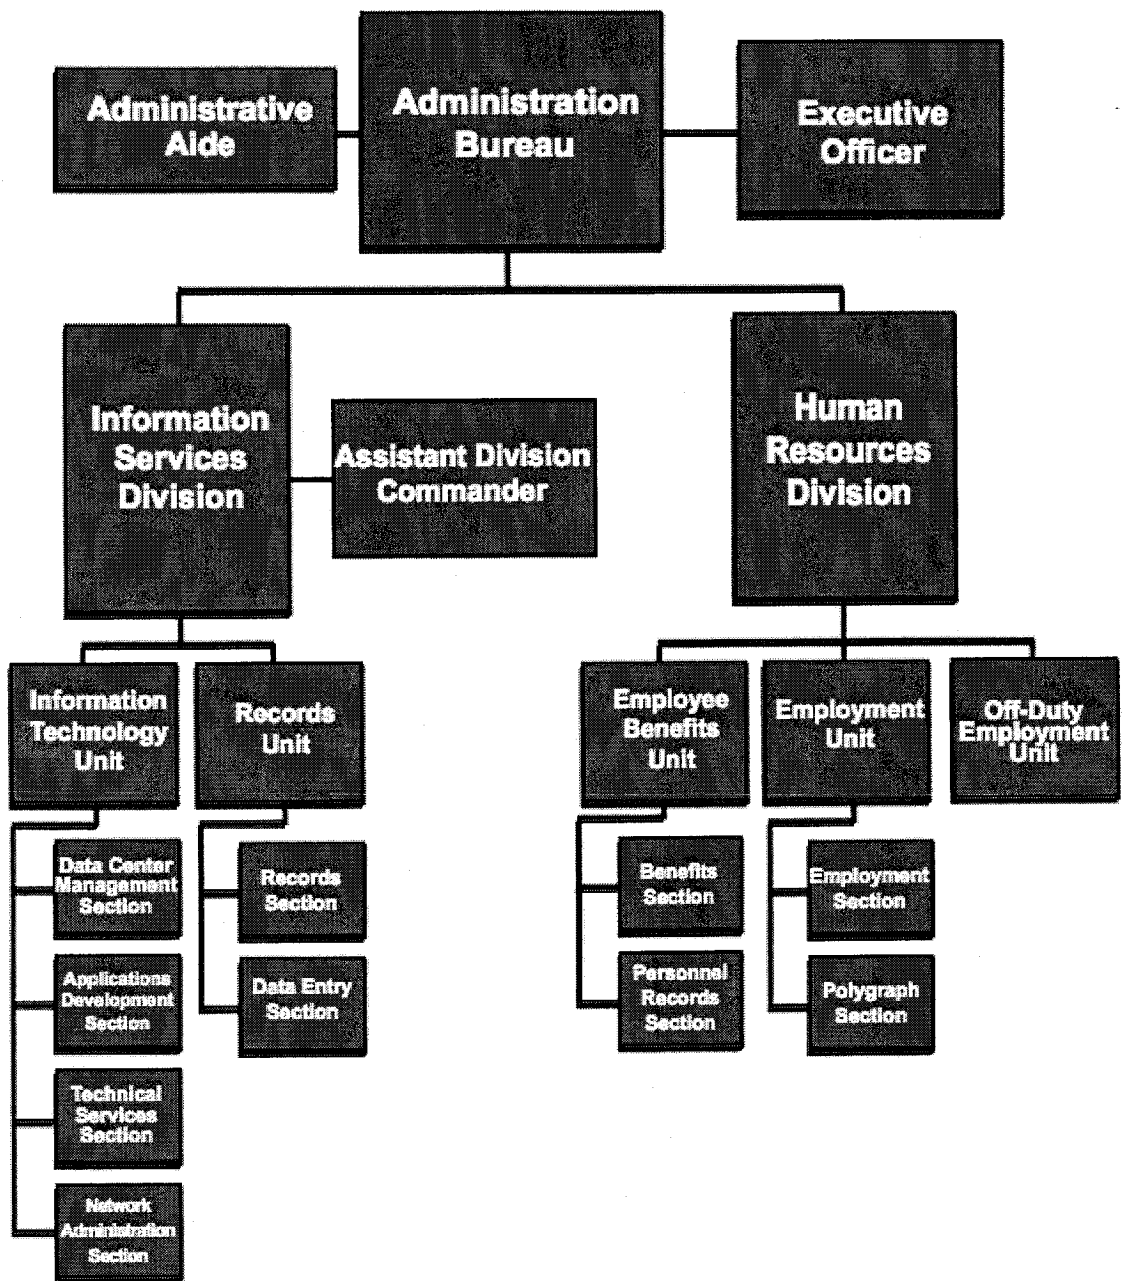 Administrative
Aide
Administration
Bureau
Executive
Officer
Information
Services
Division
Assistant Division
Commander
Human
Resources
Division
Information
Technology
Unit
Records
Unit
Employee
Benefits
Unit
Employment
Unit
Off-Duty
Employment
Unit
Data Center
Management
Section
Applications
Development
Section
Technical
Services
Section
Network
Administration
Section
Records
Section
Data Entry
Section
Benefits
Section
Personnel
Records
Section
Employment
Section
Polygraph
Section